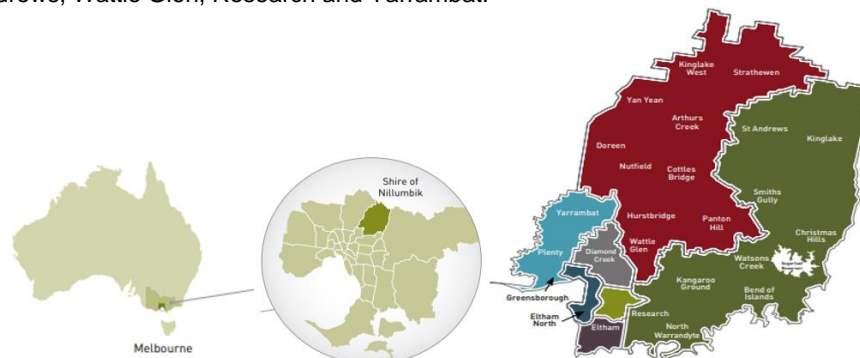 Wattle Glen, Research and Yarrambat.
Shire of
Nillumbik
Melbourne
Kinglake
West
Strathewen
Yan Yean
Arthurs
Creek
St Andrews
Kinglake
Doreen
Nutfield
Cottles
Bridge
Smiths
Gully
Yarrambat
Hurstbridge
Panton
Hill
Christmas
Hills
Wattle
Glen
Plenty
Diamond
Creek
Watsons
Creek
Kangaroo
Ground
Bend of
Islands
Greensborough
Eltham
North
Research
Eltham
North
Warrandyte